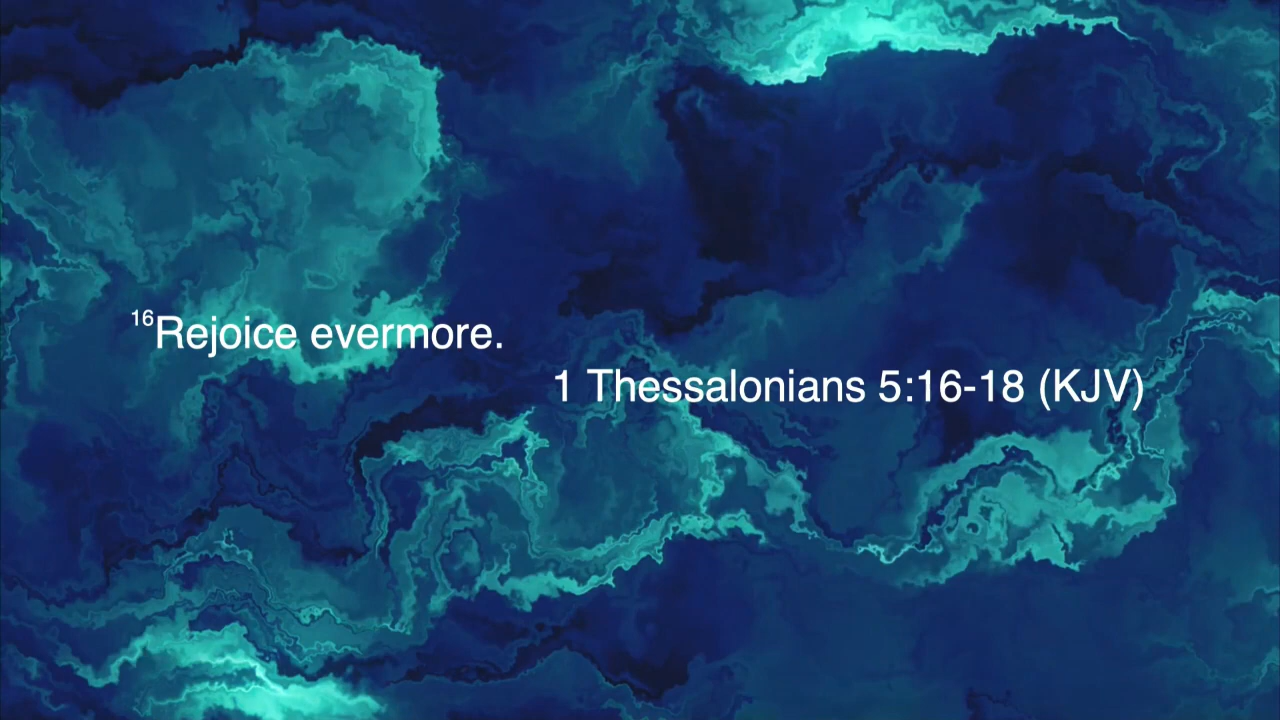 ¹⁶Rejoice evermore.
1 Thessalonians 5:16-18 (KJV)